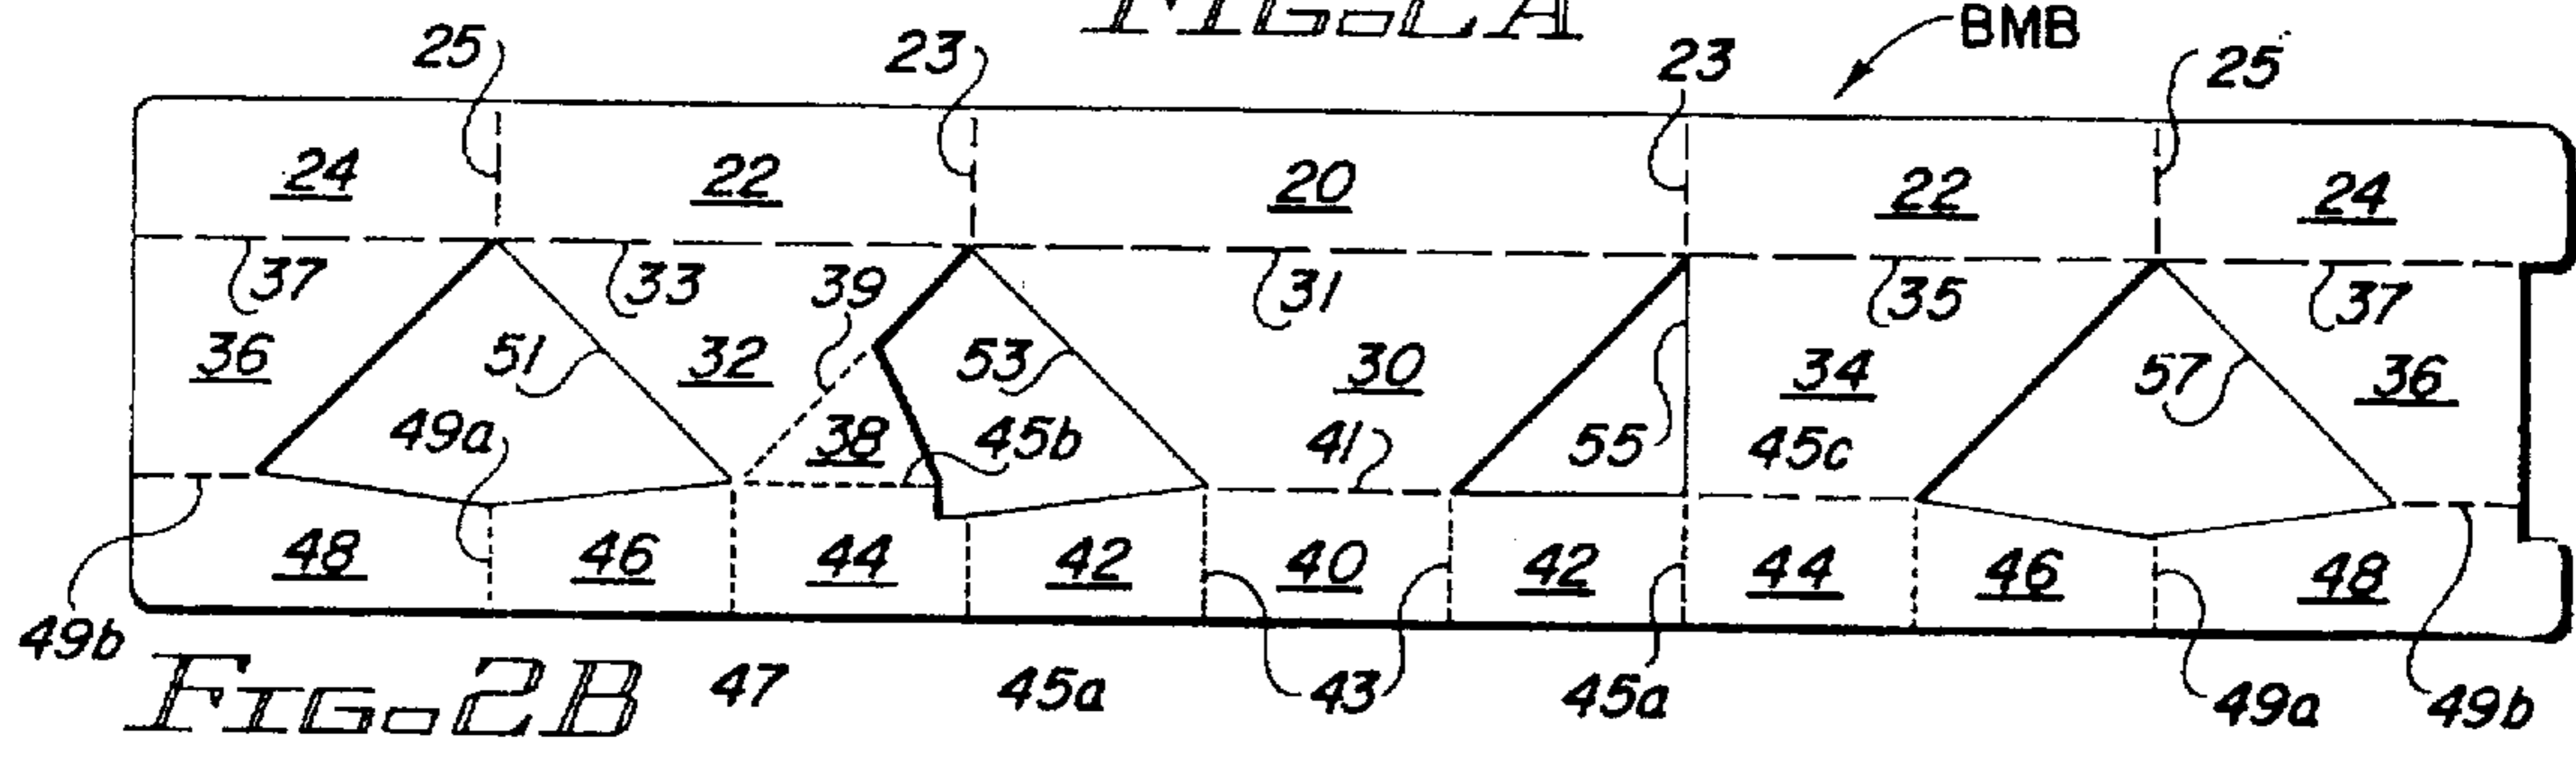 FIG. 2A
BMB
25 23 23 25
24 22 20 22 24
37 33 39 31 35 37
36 51 32 53 30 55 34 57 36
49a 38 45b 41 45c
48 46 44 42 40 42 44 46 48
49b 47 45a 43 45a 49a 49b
FIG. 2B